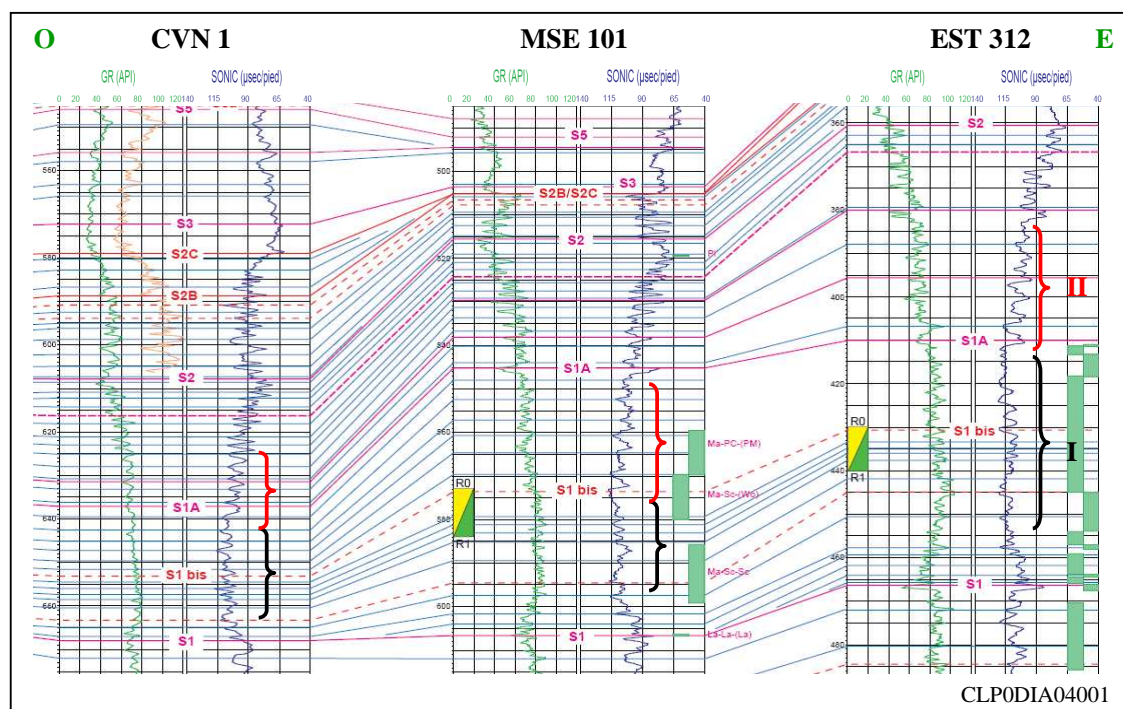 O CVN 1 MSE 101 EST 312 E
GR (API) SONIC (µsec/pied) GR (API) SONIC (µsec/pied) GR (API) SONIC (µsec/pied)
0 20 40 60 80 100 120 140 115 90 65 40
0 20 40 60 80 100 120 140 115 90 65 40
0 20 40 60 80 100 120 140 115 90 65 40
S5
560
S3
S2C
580
S2B
600
S2
620
S1A
640
S1 bis
660
S1
S5
500
S3
S2B/S2C
S2
520
540
S1A
560
Ma-PC-(PM)
R0
S1 bis
580
R1
Ma-Sc-Sc
600
S1
La-La-(La)
360
S2
380
II
400
S1A
420
R0
S1 bis
I
440
R1
460
S1
480
CLP0DIA04001